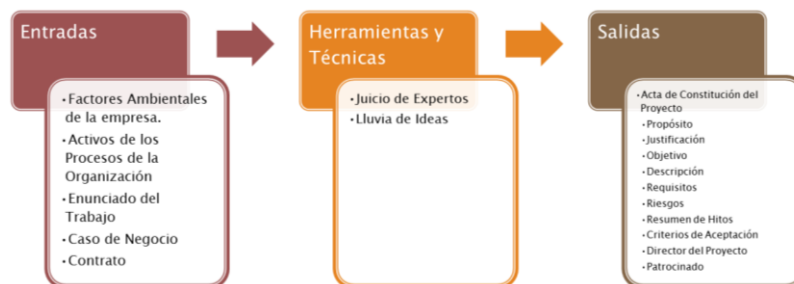 Entradas
• Factores Ambientales
de la empresa.
• Activos de los
Procesos de la
Organización
• Enunciado del
Trabajo
• Caso de Negocio
• Contrato
Herramientas y
Técnicas
• Juicio de Expertos
• Lluvia de Ideas
Salidas
• Acta de Constitución del
Proyecto
• Propósito
• Justificación
• Objetivo
• Descripción
• Requisitos
• Riesgos
• Resumen de Hitos
• Criterios de Aceptación
• Director del Proyecto
• Patrocinado